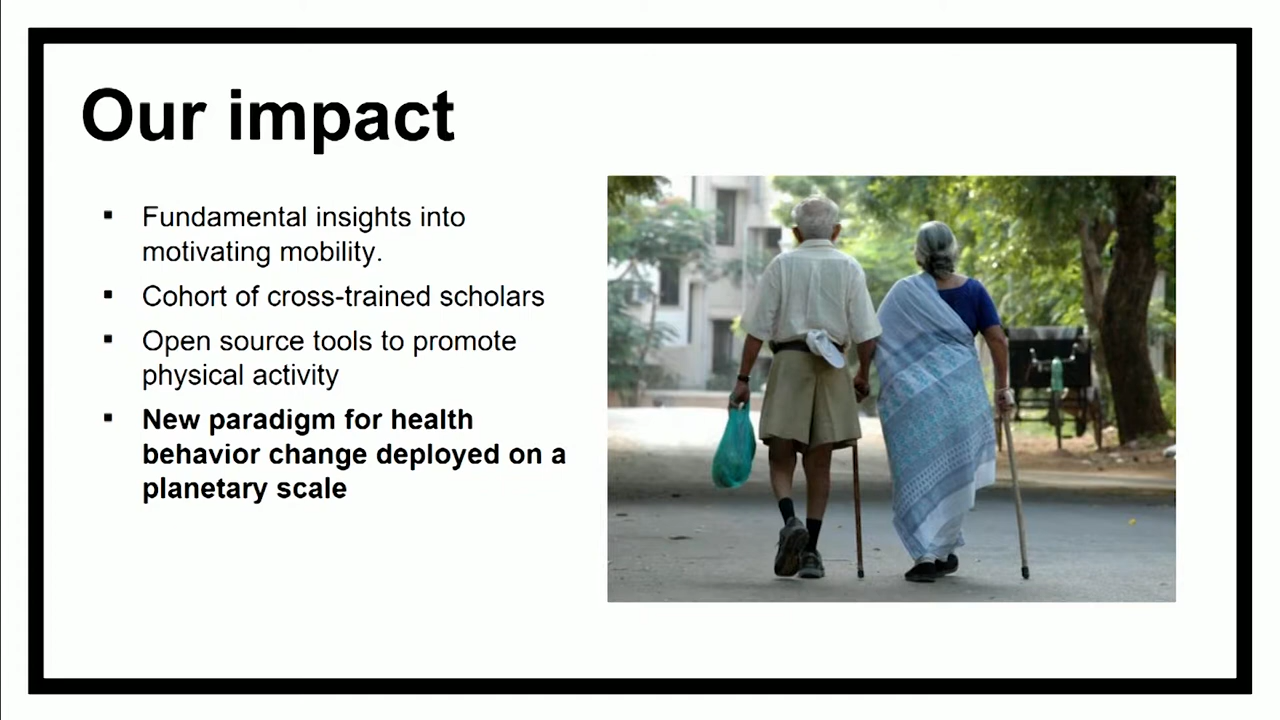 Our impact
▪ Fundamental insights into
motivating mobility.
▪ Cohort of cross-trained scholars
▪ Open source tools to promote
physical activity
▪ New paradigm for health
behavior change deployed on a
planetary scale